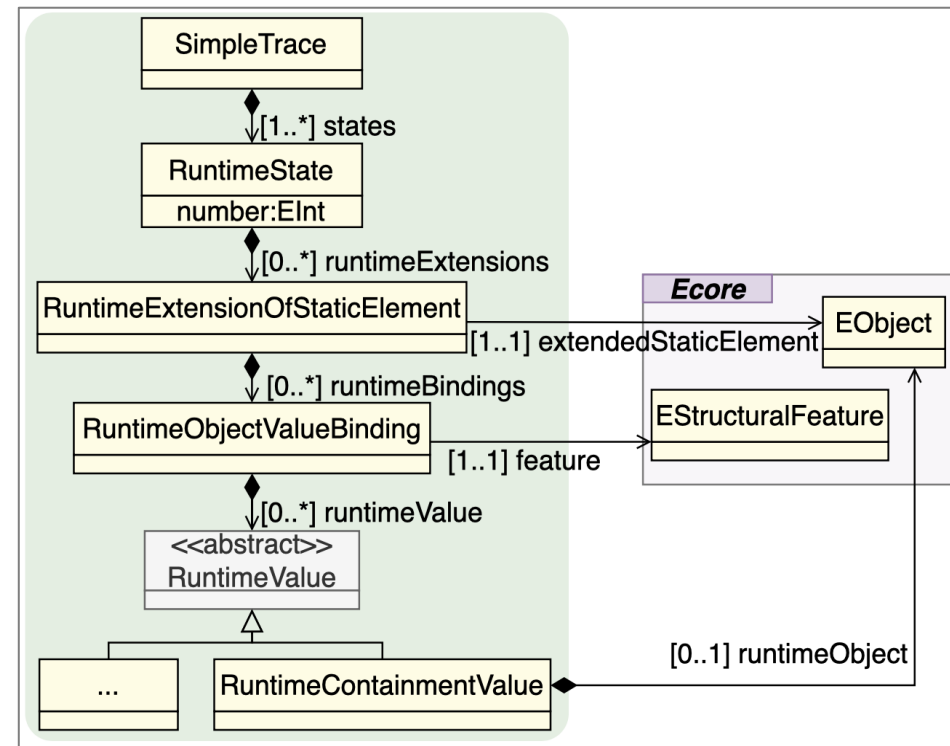 SimpleTrace
[1..*] states
RuntimeState
number:EInt
[0..*] runtimeExtensions
RuntimeExtensionOfStaticElement
Ecore
EObject
[1..1] extendedStaticElement
[0..*] runtimeBindings
RuntimeObjectValueBinding
EStructuralFeature
[1..1] feature
[0..*] runtimeValue
<<abstract>>
RuntimeValue
[0..1] runtimeObject
...
RuntimeContainmentValue